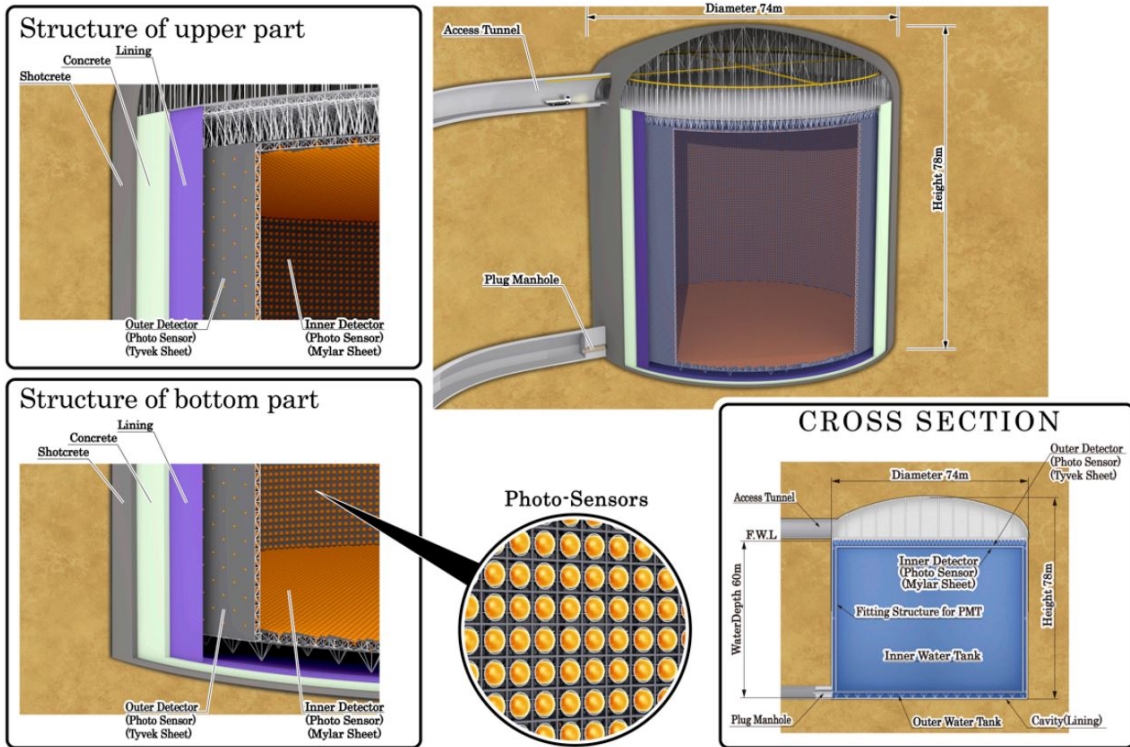 Structure of upper part
Lining
Concrete
Shotcrete
Outer Detector
(Photo Sensor)
(Tyvek Sheet)
Inner Detector
(Photo Sensor)
(Mylar Sheet)
Diameter 74m
Access Tunnel
Height 78m
Plug Manhole
Structure of bottom part
Lining
Concrete
Shotcrete
Outer Detector
(Photo Sensor)
(Tyvek Sheet)
Inner Detector
(Photo Sensor)
(Mylar Sheet)
Photo-Sensors
CROSS SECTION
Outer Detector
(Photo Sensor)
(Tyvek Sheet)
Diameter 74m
Access Tunnel
F.W.L
Inner Detector
(Photo Sensor)
(Mylar Sheet)
WaterDepth 60m
Height 78m
Fitting Structure for PMT
Inner Water Tank
Plug Manhole
Outer Water Tank
Cavity(Lining)